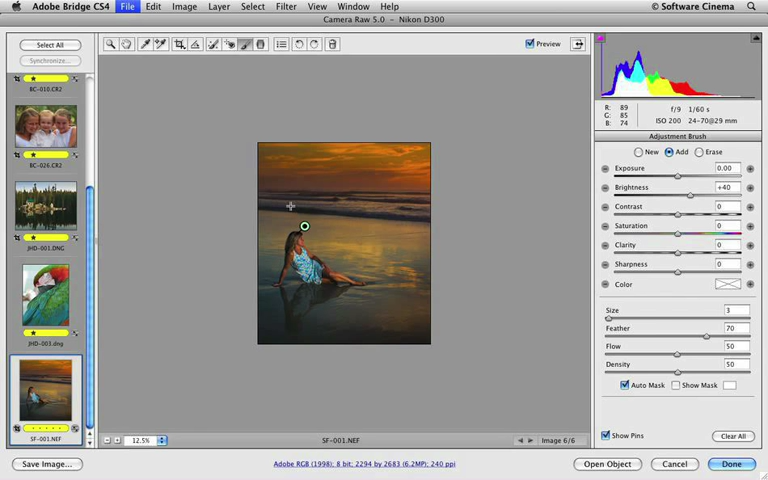 Adobe Bridge CS4 File Edit Image Layer Select Filter View Window Help © Software Cinema
Camera Raw 5.0 - Nikon D300
Select All
Synchronize...
BC-010.CR2
BC-026.CR2
JHD-001.DNG
JHD-003.dng
SF-001.NEF
Preview
R: 89
G: 85
B: 74
f/9 1/60 s
ISO 200 24-70@29 mm
Adjustment Brush
New Add Erase
Exposure 0.00
Brightness +40
Contrast 0
Saturation 0
Clarity 0
Sharpness 0
Color
Size 3
Feather 70
Flow 50
Density 50
Auto Mask Show Mask
Show Pins Clear All
12.5% SF-001.NEF Image 6/6
Save Image... Adobe RGB (1998); 8 bit; 2294 by 2683 (6.2MP); 240 ppi Open Object Cancel Done